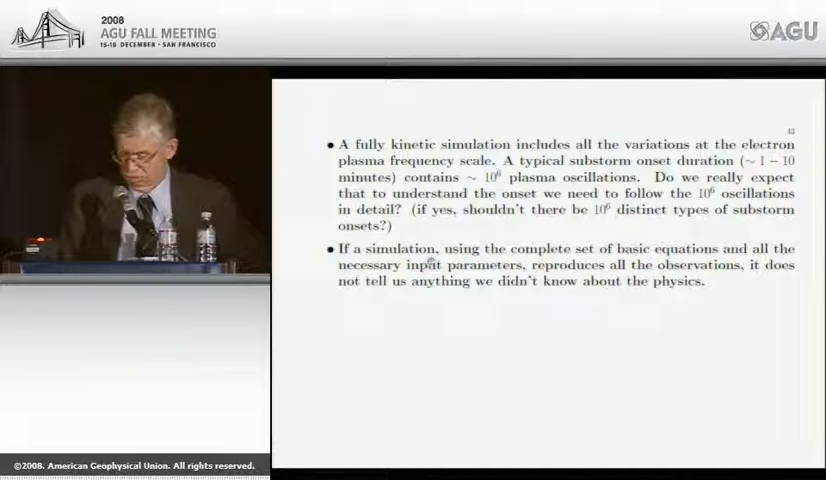 2008
AGU FALL MEETING
15-19 DECEMBER · SAN FRANCISCO
AGU
43
• A fully kinetic simulation includes all the variations at the electron
plasma frequency scale. A typical substorm onset duration (∼ 1 − 10
minutes) contains ∼ 10⁶ plasma oscillations. Do we really expect
that to understand the onset we need to follow the 10⁶ oscillations
in detail? (if yes, shouldn't there be 10⁶ distinct types of substorm
onsets?)
• If a simulation, using the complete set of basic equations and all the
necessary input parameters, reproduces all the observations, it does
not tell us anything we didn't know about the physics.
©2008. American Geophysical Union. All rights reserved.